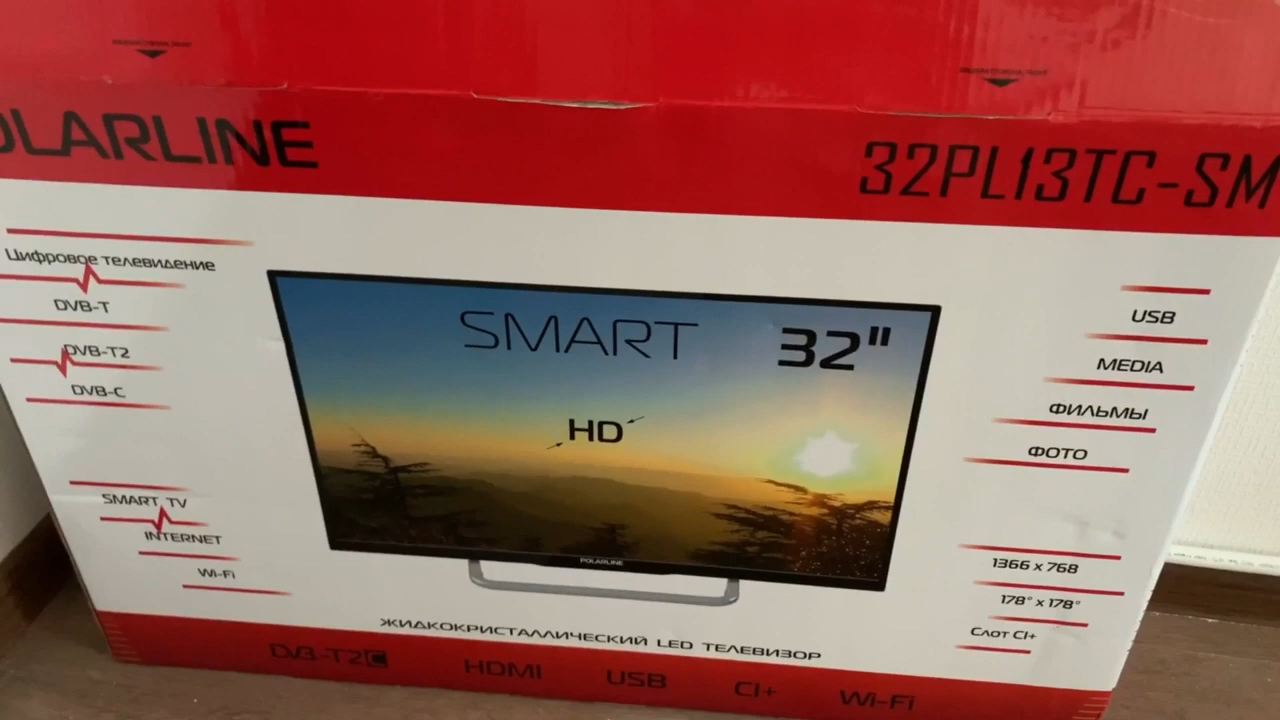 OLARLINE
32PL13TC-SM
Цифровое телевидение
DVB-T
DVB-T2
DVB-C
SMART TV
INTERNET
Wi-Fi
SMART
32"
HD
POLARLINE
USB
MEDIA
ФИЛЬМЫ
ФОТО
1366 x 768
178° x 178°
Слот CI+
ЖИДКОКРИСТАЛЛИЧЕСКИЙ LED ТЕЛЕВИЗОР
DVB-T2C HDMI USB CI+ Wi-Fi